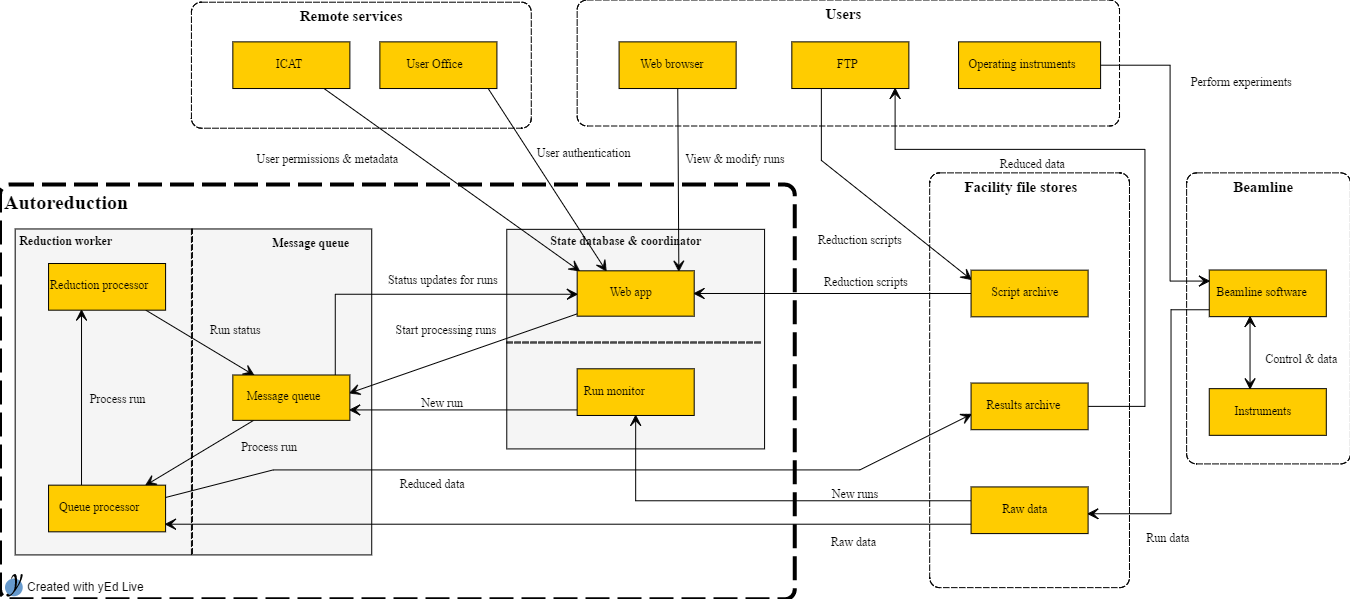 Remote services
Users
ICAT
User Office
Web browser
FTP
Operating instruments
Perform experiments
User permissions & metadata
User authentication
View & modify runs
Reduced data
Autoreduction
Facility file stores
Beamline
Reduction worker
Message queue
State database & coordinator
Reduction scripts
Reduction processor
Status updates for runs
Web app
Reduction scripts
Script archive
Beamline software
Run status
Start processing runs
Control & data
Process run
Message queue
New run
Run monitor
Results archive
Instruments
Process run
Reduced data
New runs
Queue processor
Raw data
Raw data
Run data
Created with yEd Live